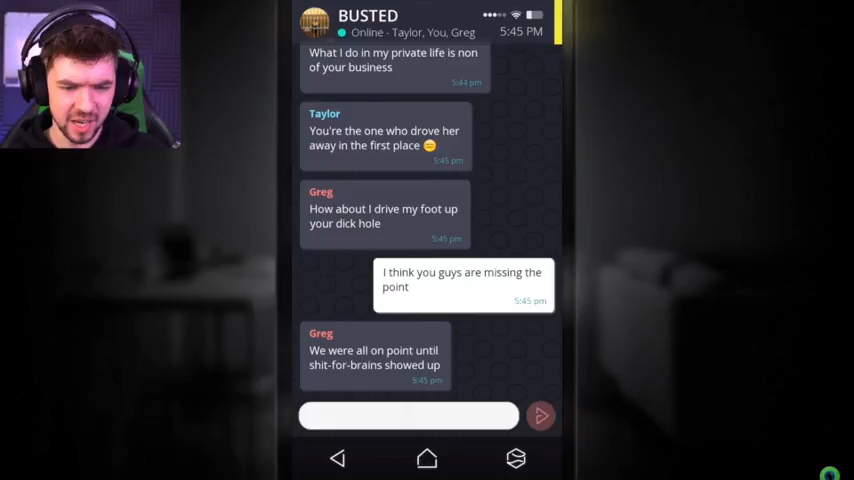 BUSTED
Online - Taylor, You, Greg
5:45 PM
What I do in my private life is non
of your business
5:44 pm
Taylor
You're the one who drove her
away in the first place 😑
5:45 pm
Greg
How about I drive my foot up
your dick hole
5:45 pm
I think you guys are missing the
point
5:45 pm
Greg
We were all on point until
shit-for-brains showed up
5:45 pm